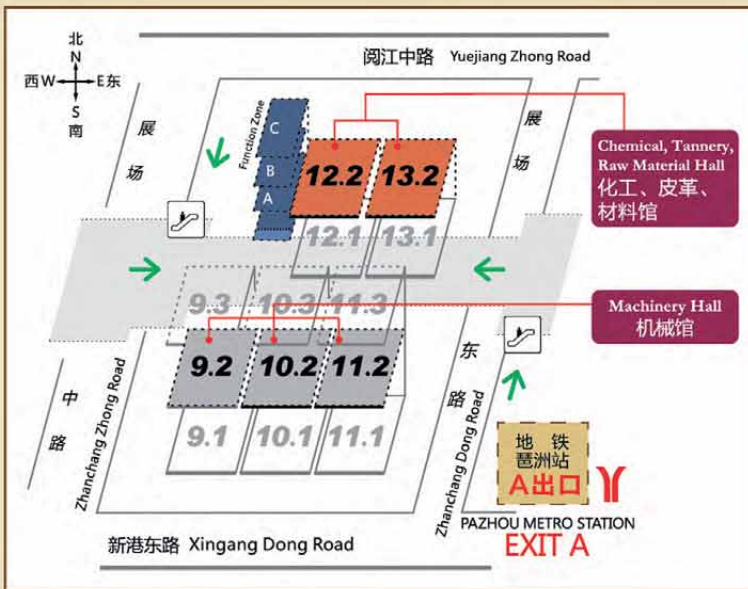 阅江中路 Yuejiang Zhong Road
北
N
西 W
E 东
S
南
展场
展场
Function Zone
C
B
A
12.2
13.2
12.1
13.1
Chemical, Tannery,
Raw Material Hall
化工、皮革、
材料馆
9.3
10.3
11.3
Machinery Hall
机械馆
9.2
10.2
11.2
9.1
10.1
11.1
中路
Zhanchang Zhong Road
东路
Zhanchang Dong Road
地 铁
琶洲站
A出口
PAZHOU METRO STATION
EXIT A
新港东路 Xingang Dong Road